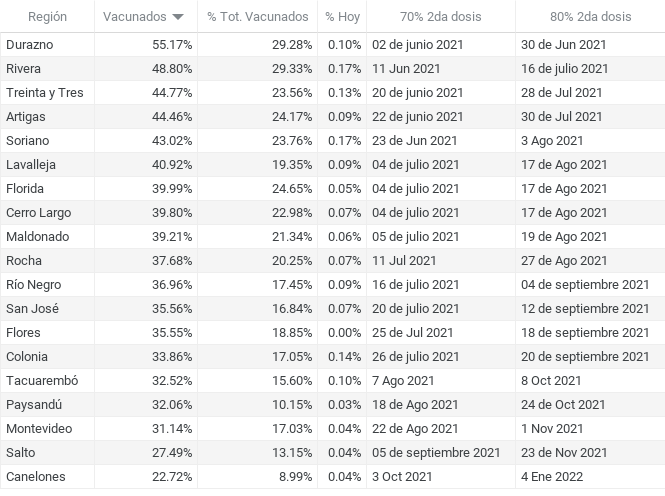 Región Vacunados % Tot. Vacunados % Hoy 70% 2da dosis 80% 2da dosis
Durazno 55.17% 29.28% 0.10% 02 de junio 2021 30 de Jun 2021
Rivera 48.80% 29.33% 0.17% 11 Jun 2021 16 de julio 2021
Treinta y Tres 44.77% 23.56% 0.13% 20 de junio 2021 28 de Jul 2021
Artigas 44.46% 24.17% 0.09% 22 de junio 2021 30 de Jul 2021
Soriano 43.02% 23.76% 0.17% 23 de Jun 2021 3 Ago 2021
Lavalleja 40.92% 19.35% 0.09% 04 de julio 2021 17 de Ago 2021
Florida 39.99% 24.65% 0.05% 04 de julio 2021 17 de Ago 2021
Cerro Largo 39.80% 22.98% 0.07% 04 de julio 2021 17 de Ago 2021
Maldonado 39.21% 21.34% 0.06% 05 de julio 2021 19 de Ago 2021
Rocha 37.68% 20.25% 0.07% 11 Jul 2021 27 de Ago 2021
Río Negro 36.96% 17.45% 0.09% 16 de julio 2021 04 de septiembre 2021
San José 35.56% 16.84% 0.07% 20 de julio 2021 12 de septiembre 2021
Flores 35.55% 18.85% 0.00% 25 de Jul 2021 18 de septiembre 2021
Colonia 33.86% 17.05% 0.14% 26 de julio 2021 20 de septiembre 2021
Tacuarembó 32.52% 15.60% 0.10% 7 Ago 2021 8 Oct 2021
Paysandú 32.06% 10.15% 0.03% 18 de Ago 2021 24 de Oct 2021
Montevideo 31.14% 17.03% 0.04% 22 de Ago 2021 1 Nov 2021
Salto 27.49% 13.15% 0.04% 05 de septiembre 2021 23 de Nov 2021
Canelones 22.72% 8.99% 0.04% 3 Oct 2021 4 Ene 2022